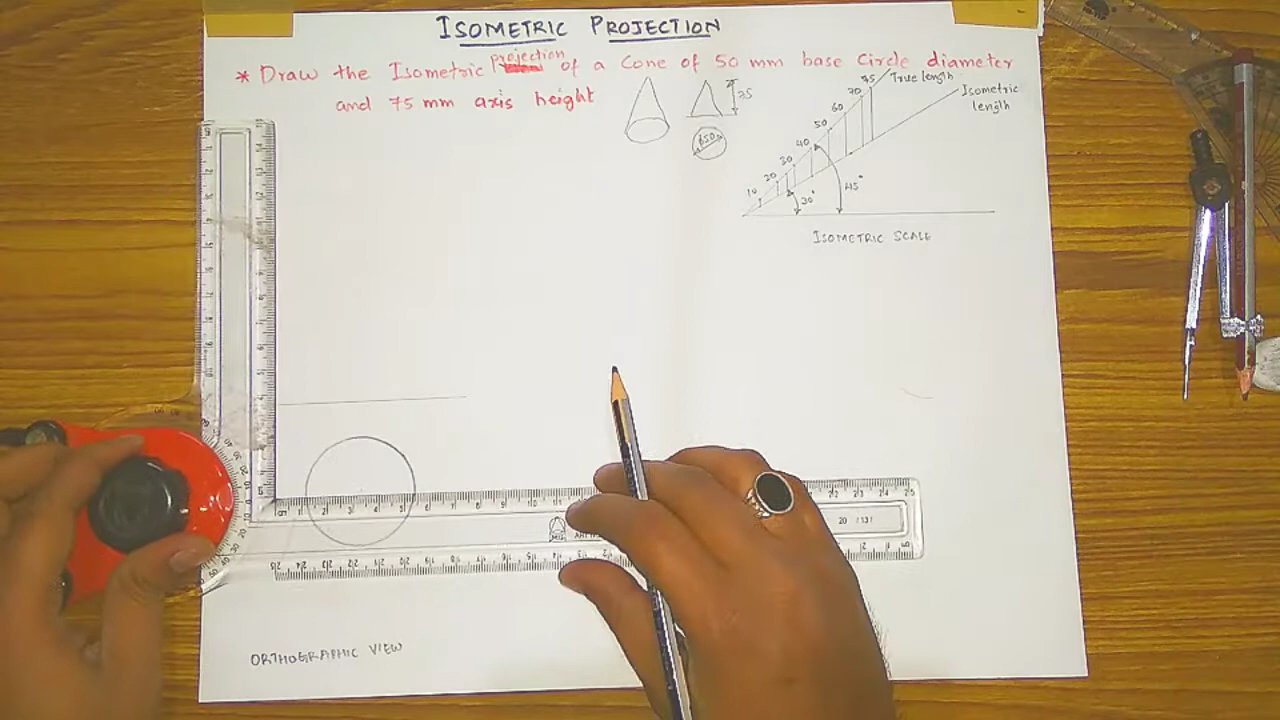 ISOMETRIC PROJECTION
* Draw the Isometric projection of a Cone of 50 mm base Circle diameter
and 75 mm axis height
75
ø50
10 20 30 40 50 60 70 75
True length
Isometric
length
30°
45°
ISOMETRIC SCALE
ORTHOGRAPHIC VIEW